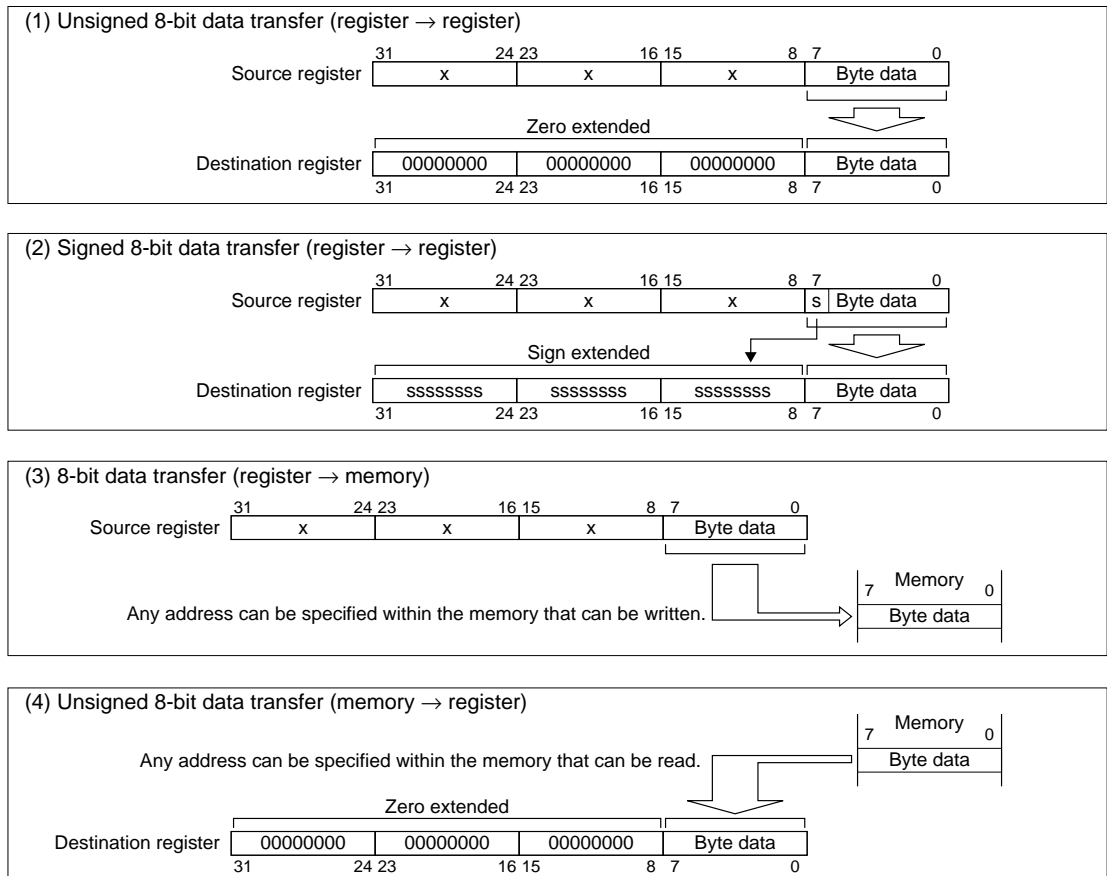 (1) Unsigned 8-bit data transfer (register → register)
31 24 23 16 15 8 7 0
Source register x x x Byte data
Zero extended
Destination register 00000000 00000000 00000000 Byte data
31 24 23 16 15 8 7 0
(2) Signed 8-bit data transfer (register → register)
31 24 23 16 15 8 7 0
Source register x x x s Byte data
Sign extended
Destination register ssssssss ssssssss ssssssss Byte data
31 24 23 16 15 8 7 0
(3) 8-bit data transfer (register → memory)
31 24 23 16 15 8 7 0
Source register x x x Byte data
7 Memory 0
Any address can be specified within the memory that can be written. Byte data
(4) Unsigned 8-bit data transfer (memory → register)
7 Memory 0
Any address can be specified within the memory that can be read. Byte data
Zero extended
Destination register 00000000 00000000 00000000 Byte data
31 24 23 16 15 8 7 0